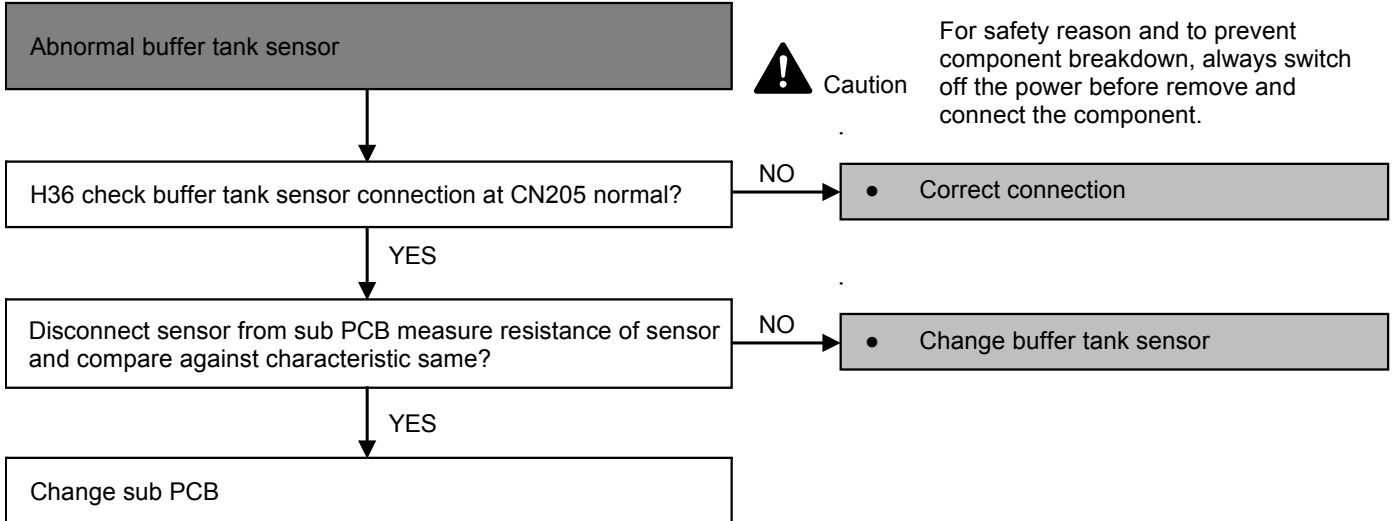 Abnormal buffer tank sensor
Caution
For safety reason and to prevent
component breakdown, always switch
off the power before remove and
connect the component.
.
H36 check buffer tank sensor connection at CN205 normal?
NO
● Correct connection
YES
.
Disconnect sensor from sub PCB measure resistance of sensor
and compare against characteristic same?
NO
● Change buffer tank sensor
YES
Change sub PCB